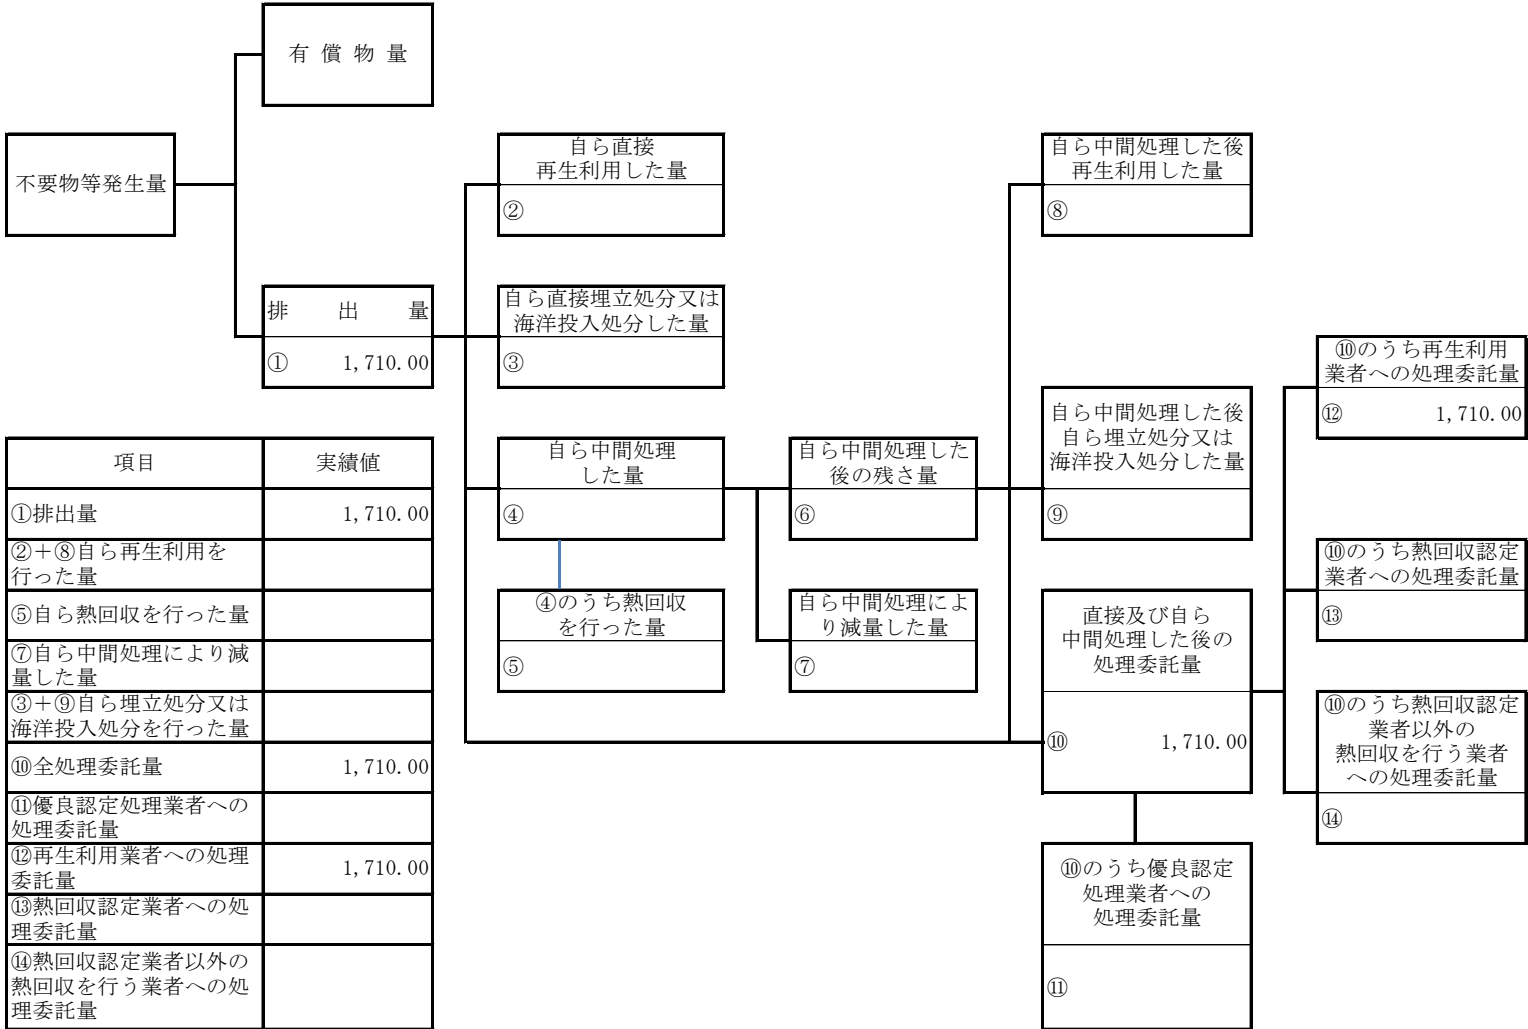 有 償 物 量
不要物等発生量
自ら直接
再生利用した量
②
自ら中間処理した後
再生利用した量
⑧
排 出 量
① 1,710.00
自ら直接埋立処分又は
海洋投入処分した量
③
⑩のうち再生利用
業者への処理委託量
⑫ 1,710.00
自ら中間処理した後
自ら埋立処分又は
海洋投入処分した量
⑨
自ら中間処理
した量
④
自ら中間処理した
後の残さ量
⑥
④のうち熱回収
を行った量
⑤
自ら中間処理によ
り減量した量
⑦
直接及び自ら
中間処理した後の
処理委託量
⑩ 1,710.00
⑩のうち熱回収認定
業者への処理委託量
⑬
⑩のうち熱回収認定
業者以外の
熱回収を行う業者
への処理委託量
⑭
⑩のうち優良認定
処理業者への
処理委託量
⑪
項目 実績値
①排出量 1,710.00
②+⑧自ら再生利用を
行った量
⑤自ら熱回収を行った量
⑦自ら中間処理により減
量した量
③+⑨自ら埋立処分又は
海洋投入処分を行った量
⑩全処理委託量 1,710.00
⑪優良認定処理業者への
処理委託量
⑫再生利用業者への処理
委託量 1,710.00
⑬熱回収認定業者への処
理委託量
⑭熱回収認定業者以外の
熱回収を行う業者への処
理委託量